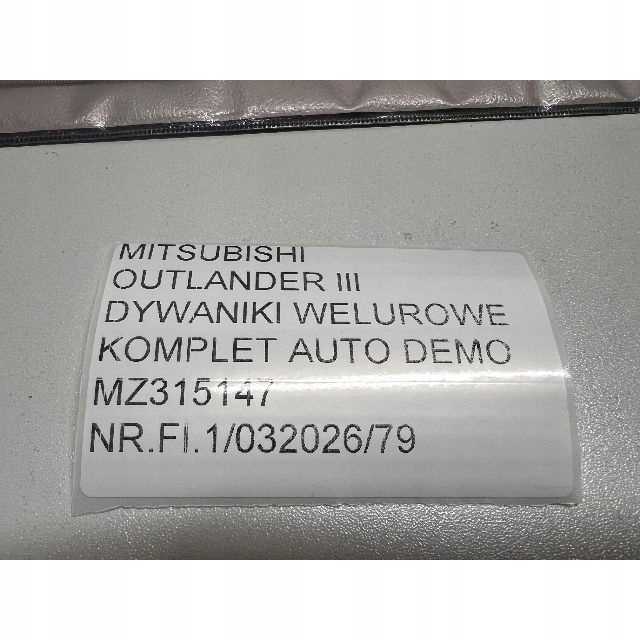 MITSUBISHI
OUTLANDER III
DYWANIKI WELUROWE
KOMPLET AUTO DEMO
MZ315147
NR.FI.1/032026/79